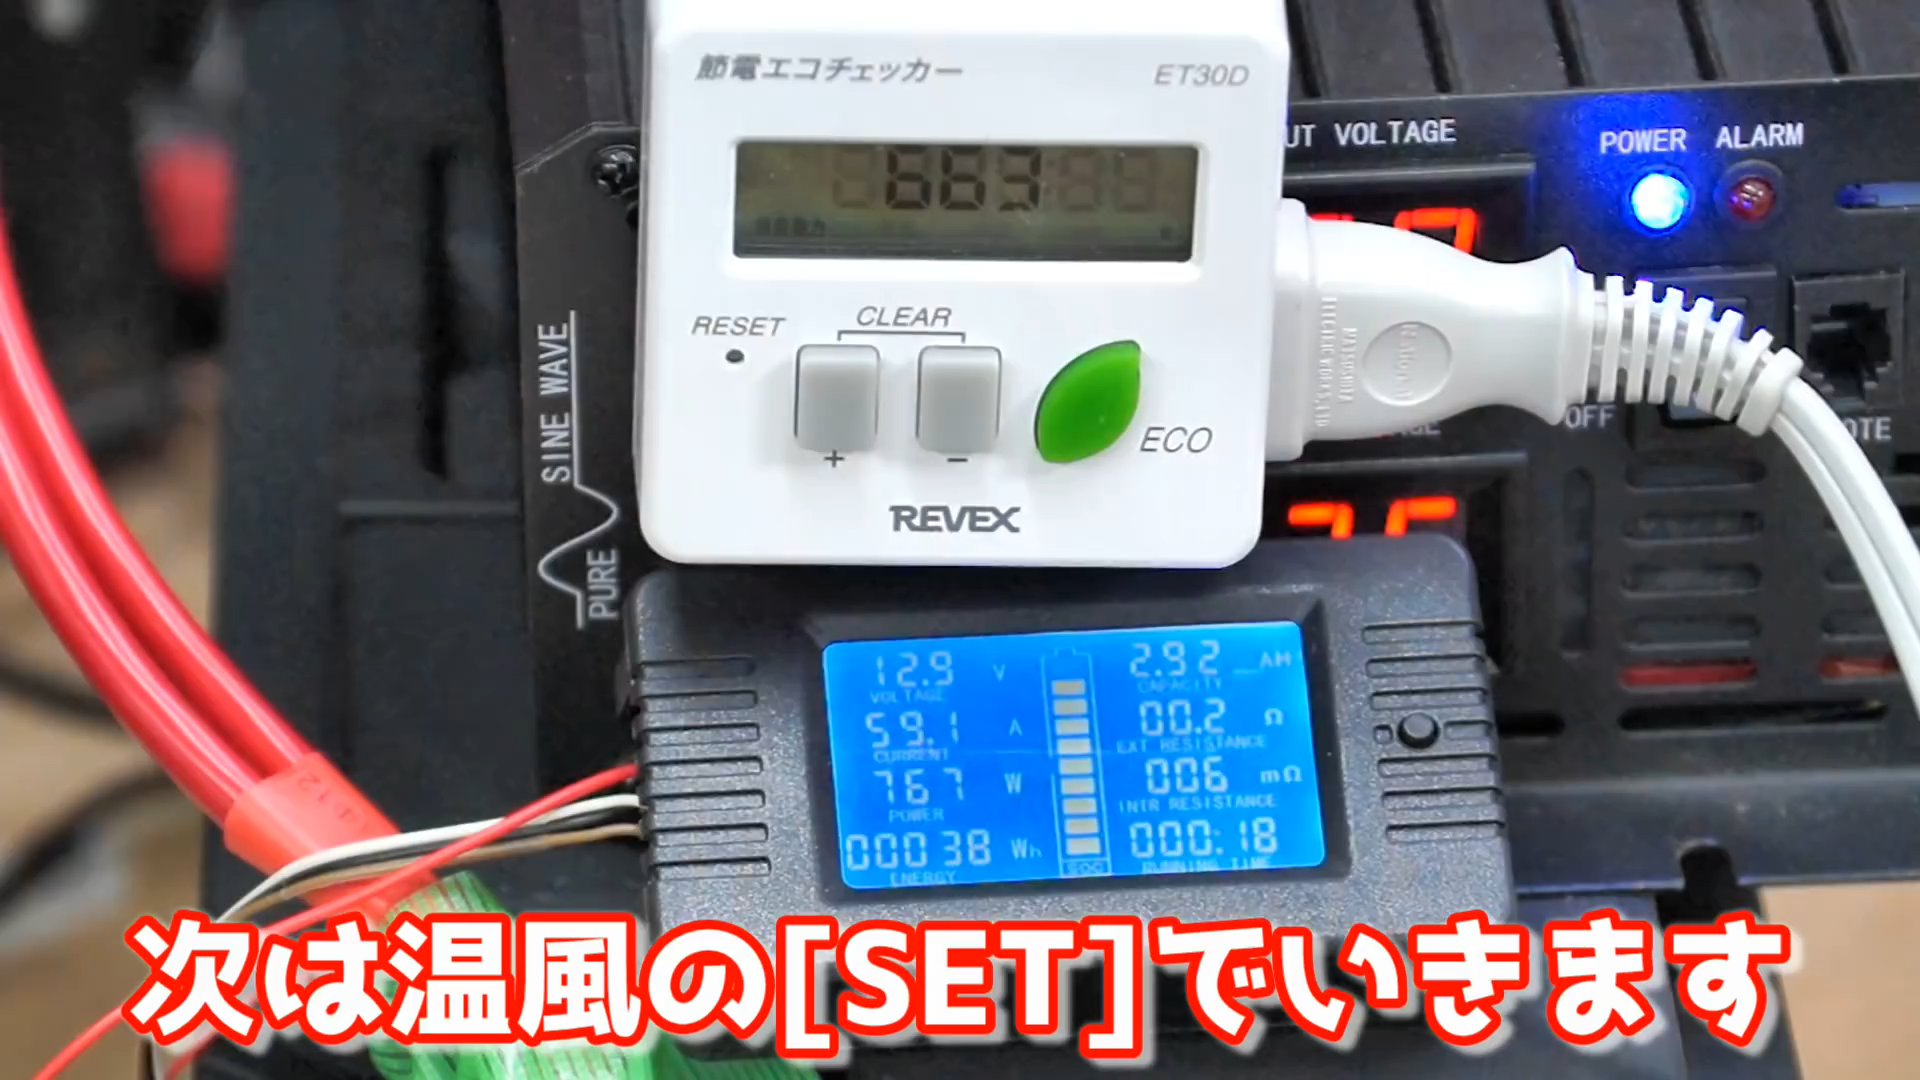 節電エコチェッカー ET30D
663
RESET CLEAR
+ -
ECO
REVEX
UT VOLTAGE
POWER ALARM
OFF
OTE
PURE SINE WAVE
12.9 V
VOLTAGE
59.1 A
CURRENT
767 W
POWER
00038 Wh
ENERGY
SOC
2.92 AH
CAPACITY
00.2 Ω
EXT RESISTANCE
006 mΩ
INTR RESISTANCE
000:18
RUNNING TIME
次は温風の[SET]でいきます